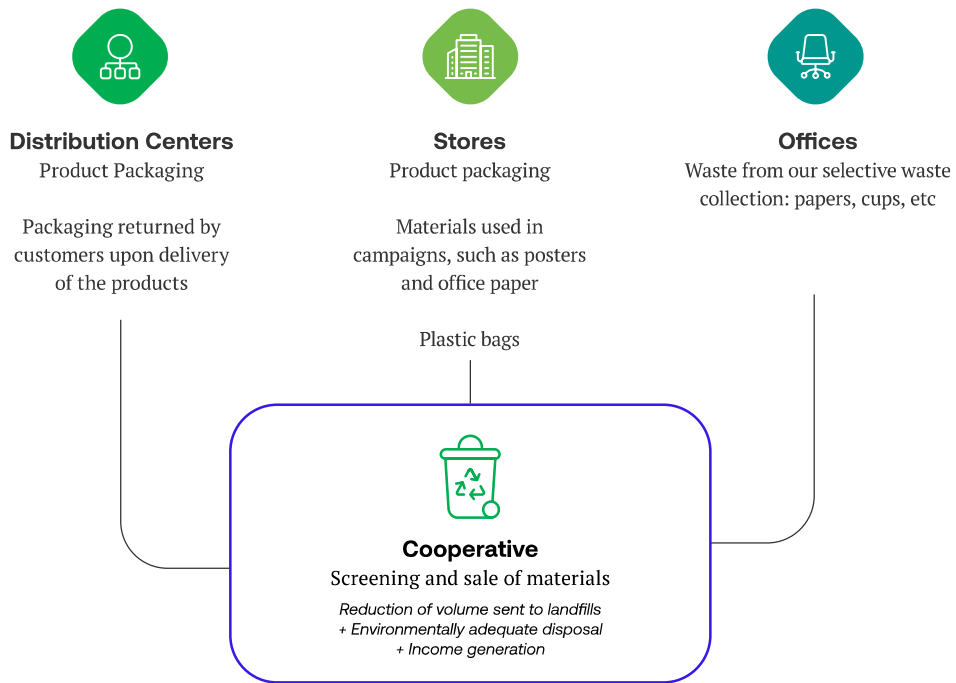 Distribution Centers
Product Packaging
Packaging returned by
customers upon delivery
of the products
Stores
Product packaging
Materials used in
campaigns, such as posters
and office paper
Plastic bags
Offices
Waste from our selective waste
collection: papers, cups, etc
Cooperative
Screening and sale of materials
Reduction of volume sent to landfills
+ Environmentally adequate disposal
+ Income generation